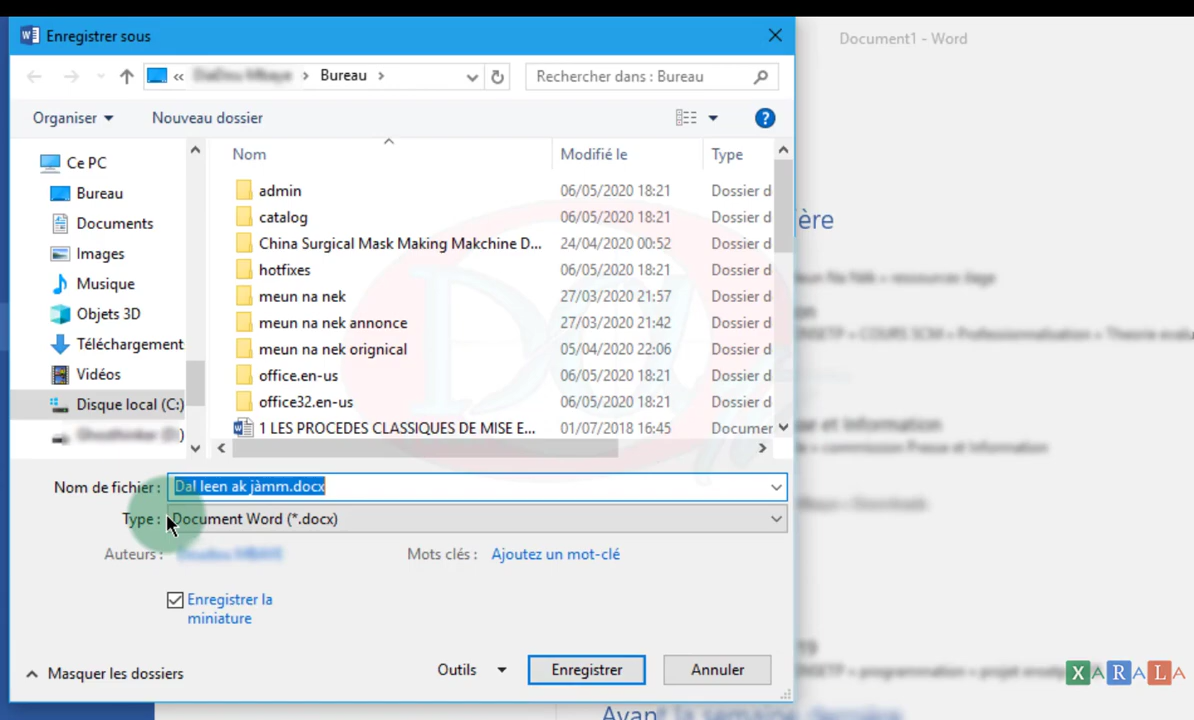 Enregistrer sous
Document1 - Word
« › Bureau ›
Rechercher dans : Bureau
Organiser
Nouveau dossier
?
Nom
Modifié le
Type
Ce PC
Bureau
Documents
Images
Musique
Objets 3D
Téléchargement
Vidéos
Disque local (C:)
admin 06/05/2020 18:21 Dossier d
catalog 06/05/2020 18:21 Dossier d
China Surgical Mask Making Makchine D... 24/04/2020 00:52 Dossier d
hotfixes 06/05/2020 18:21 Dossier d
meun na nek 27/03/2020 21:57 Dossier d
meun na nek annonce 27/03/2020 21:42 Dossier d
meun na nek orignical 05/04/2020 22:06 Dossier d
office.en-us 06/05/2020 18:21 Dossier d
office32.en-us 06/05/2020 18:21 Dossier d
1 LES PROCEDES CLASSIQUES DE MISE E... 01/07/2018 16:45 Documer
ère
Nom de fichier : Dal leen ak jàmm.docx
Type : Document Word (*.docx)
Auteurs :
Mots clés : Ajoutez un mot-clé
Enregistrer la
miniature
Masquer les dossiers
Outils
Enregistrer
Annuler
XARALA
Avant la semaine dernière